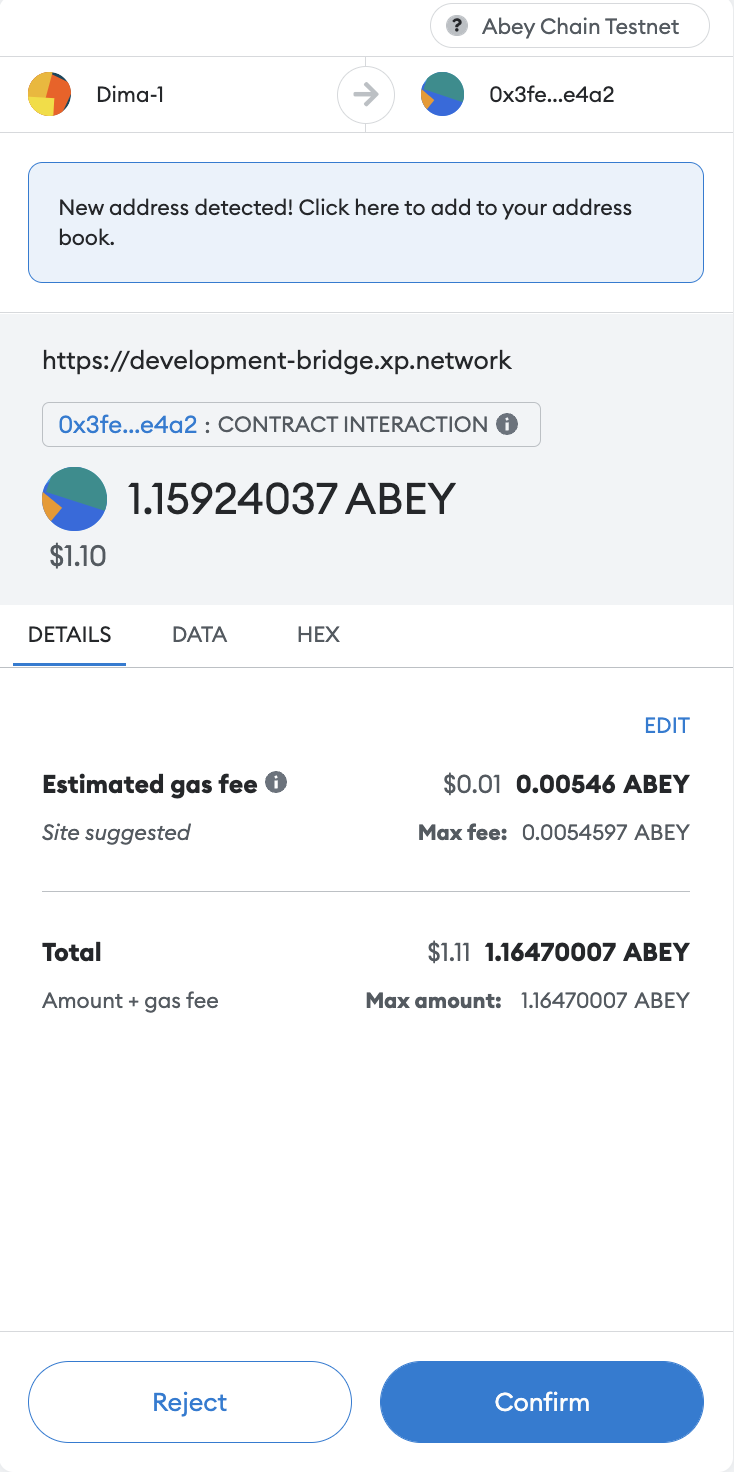 ? Abey Chain Testnet
Dima-1 0x3fe...e4a2
New address detected! Click here to add to your address
book.
https://development-bridge.xp.network
0x3fe...e4a2 : CONTRACT INTERACTION i
1.15924037 ABEY
$1.10
DETAILS DATA HEX
EDIT
Estimated gas fee i $0.01 0.00546 ABEY
Site suggested Max fee: 0.0054597 ABEY
Total $1.11 1.16470007 ABEY
Amount + gas fee Max amount: 1.16470007 ABEY
Reject Confirm